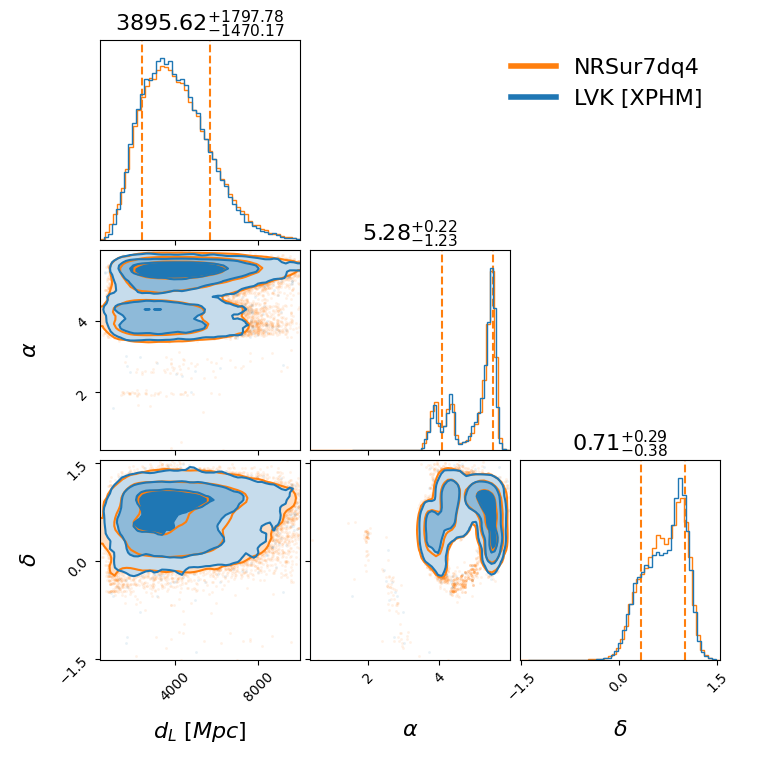 3895.62^{+1797.78}_{-1470.17}
NRSur7dq4
LVK [XPHM]
5.28^{+0.22}_{-1.23}
α
4
2
0.71^{+0.29}_{-0.38}
δ
1.5
0.0
−1.5
4000
8000
2
4
−1.5
0.0
1.5
d_L [Mpc]
α
δ